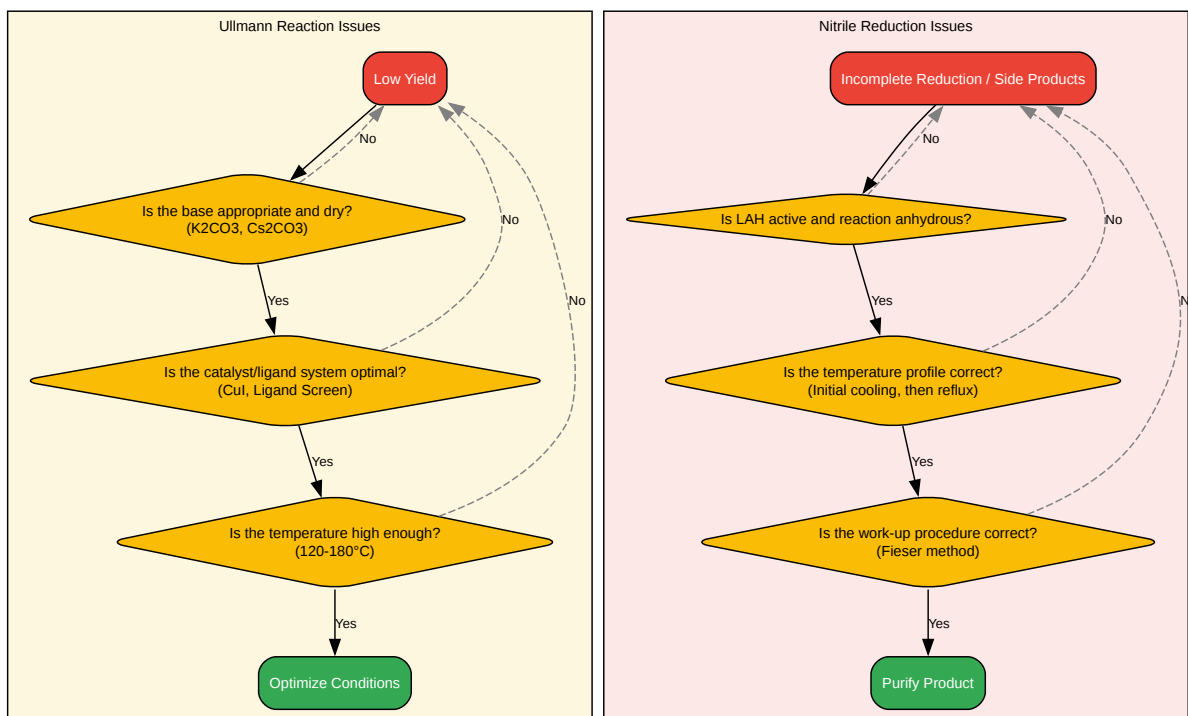 Ullmann Reaction Issues
Low Yield
No
Is the base appropriate and dry?
(K2CO3, Cs2CO3)
No
Yes
No
Is the catalyst/ligand system optimal?
(CuI, Ligand Screen)
Yes
Is the temperature high enough?
(120-180°C)
Yes
Optimize Conditions
Nitrile Reduction Issues
Incomplete Reduction / Side Products
No
Is LAH active and reaction anhydrous?
No
Yes
Is the temperature profile correct?
(Initial cooling, then reflux)
Yes
Is the work-up procedure correct?
(Fieser method)
Yes
Purify Product